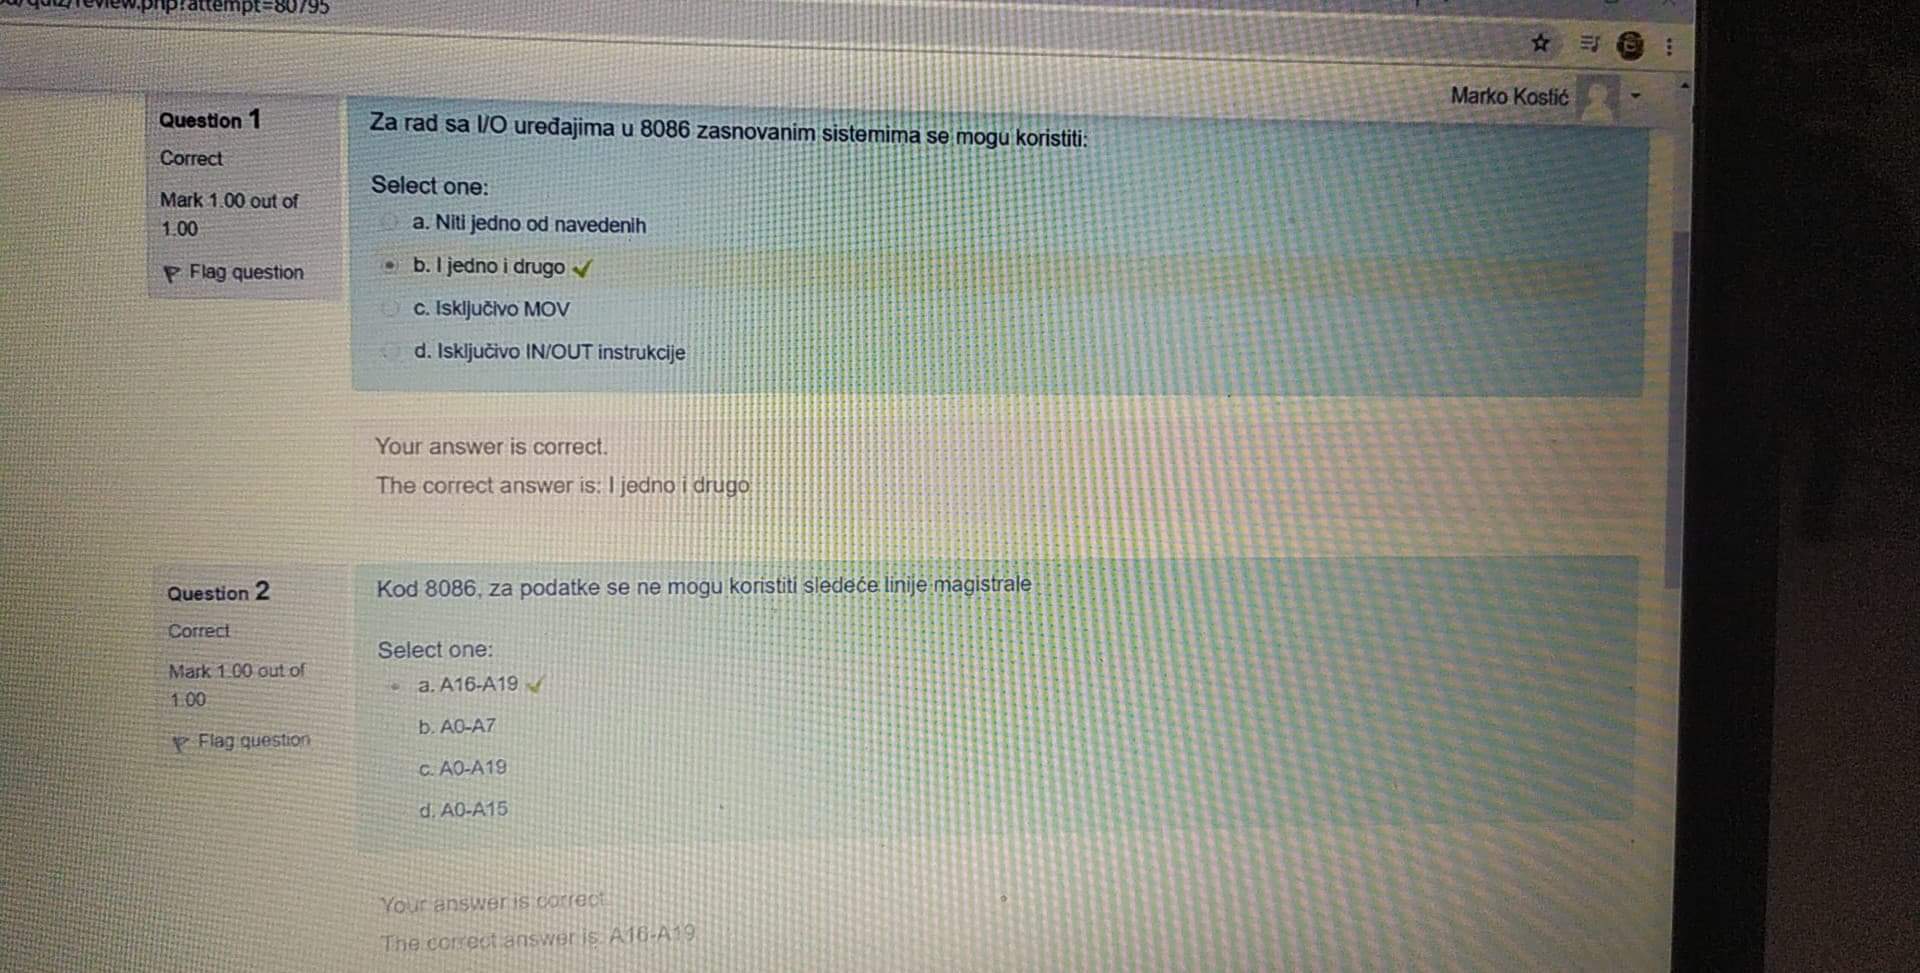 quiz/review.php?attempt=80795
Marko Kostić
Question 1
Correct
Mark 1.00 out of
1.00
Flag question
Za rad sa I/O uređajima u 8086 zasnovanim sistemima se mogu koristiti:
Select one:
a. Niti jedno od navedenih
b. I jedno i drugo
c. Isključivo MOV
d. Isključivo IN/OUT instrukcije
Your answer is correct.
The correct answer is: I jedno i drugo
Question 2
Correct
Mark 1.00 out of
1.00
Flag question
Kod 8086, za podatke se ne mogu koristiti sledeće linije magistrale
Select one:
a. A16-A19
b. A0-A7
c. A0-A19
d. A0-A15
Your answer is correct.
The correct answer is: A16-A19